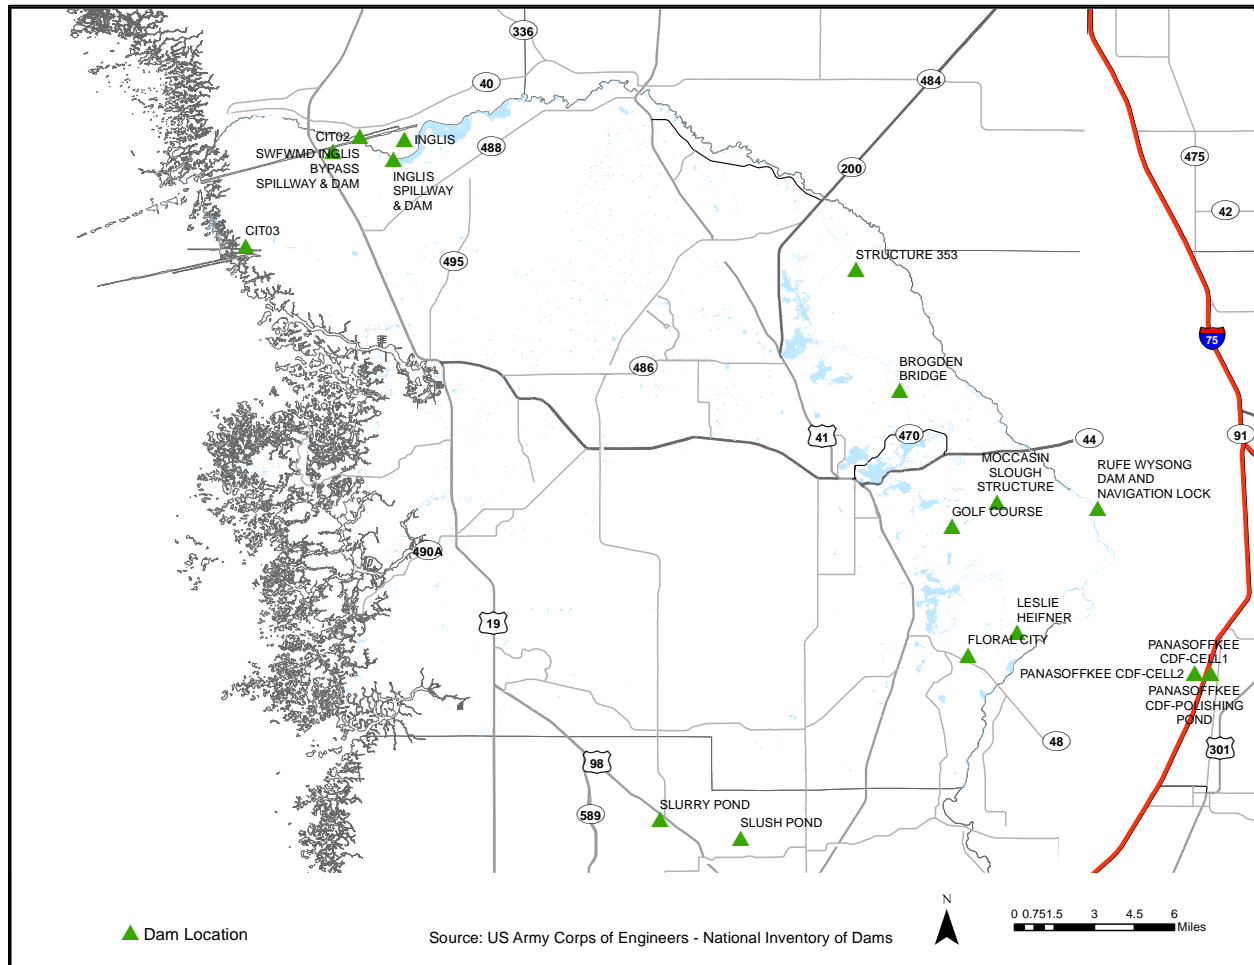 336
40
484
CIT02
INGLIS
SWFWMD INGLIS
BYPASS
SPILLWAY & DAM
488
INGLIS
SPILLWAY
& DAM
475
200
42
CIT03
495
STRUCTURE 353
75
486
BROGDEN
BRIDGE
41
470
44
91
MOCCASIN
SLOUGH
STRUCTURE
RUFE WYSONG
DAM AND
NAVIGATION LOCK
GOLF COURSE
490A
19
LESLIE
HEIFNER
FLORAL CITY
PANASOFFKEE
CDF-CELL1
PANASOFFKEE CDF-CELL2
PANASOFFKEE
CDF-POLISHING
POND
48
301
98
589
SLURRY POND
SLUSH POND
N
0 0.75 1.5 3 4.5 6
Miles
Dam Location
Source: US Army Corps of Engineers - National Inventory of Dams